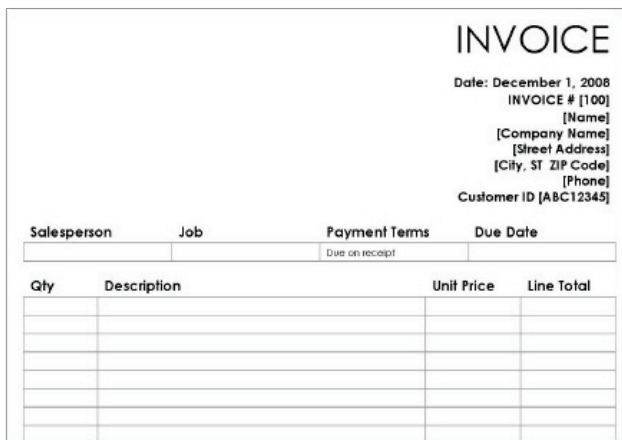 INVOICE
Date: December 1, 2008
INVOICE # [100]
[Name]
[Company Name]
[Street Address]
[City, ST  ZIP Code]
[Phone]
Customer ID [ABC12345]
Salesperson Job Payment Terms Due Date
Due on receipt
Qty Description Unit Price Line Total